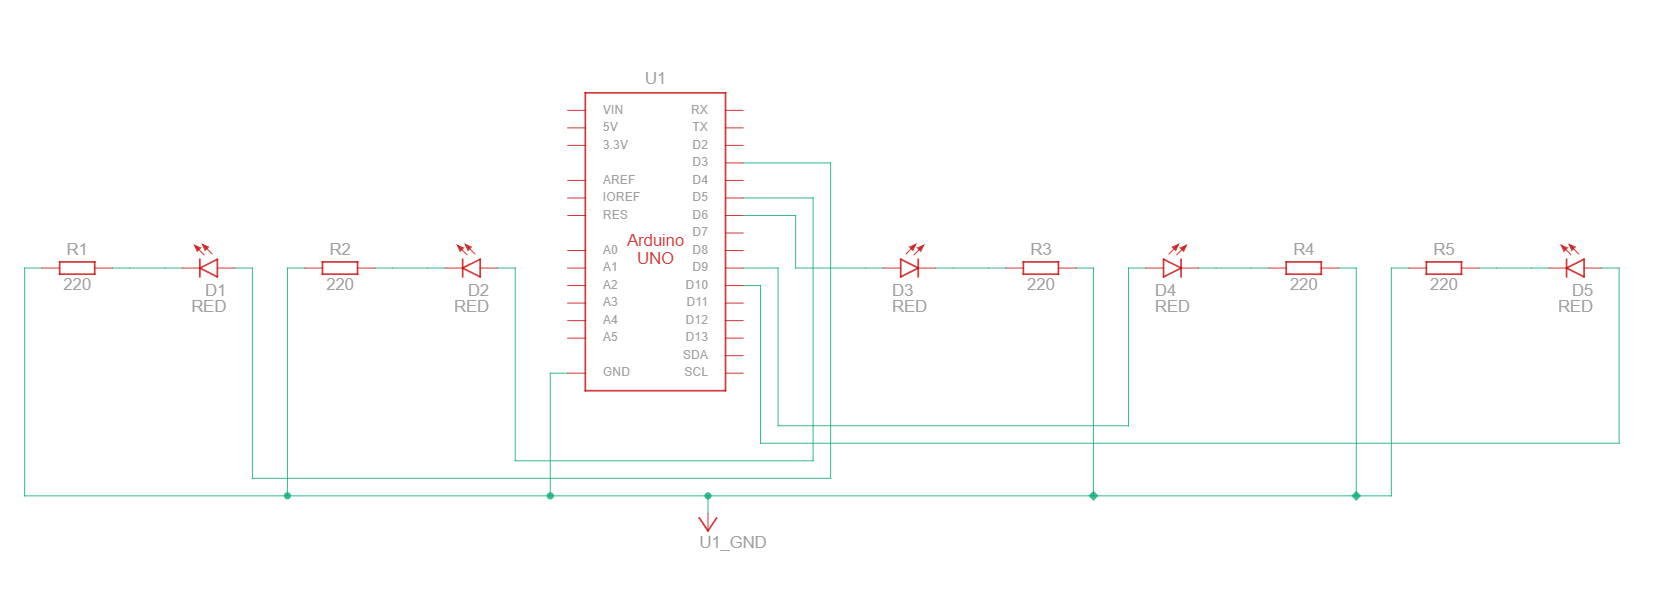 U1
VIN RX
5V TX
3.3V D2
D3
AREF D4
IOREF D5
RES D6
D7
A0 D8
A1 D9
A2 D10
A3 D11
A4 D12
A5 D13
SDA
GND SCL
Arduino
UNO
R1
220
D1
RED
R2
220
D2
RED
D3
RED
R3
220
D4
RED
R4
220
R5
220
D5
RED
U1_GND